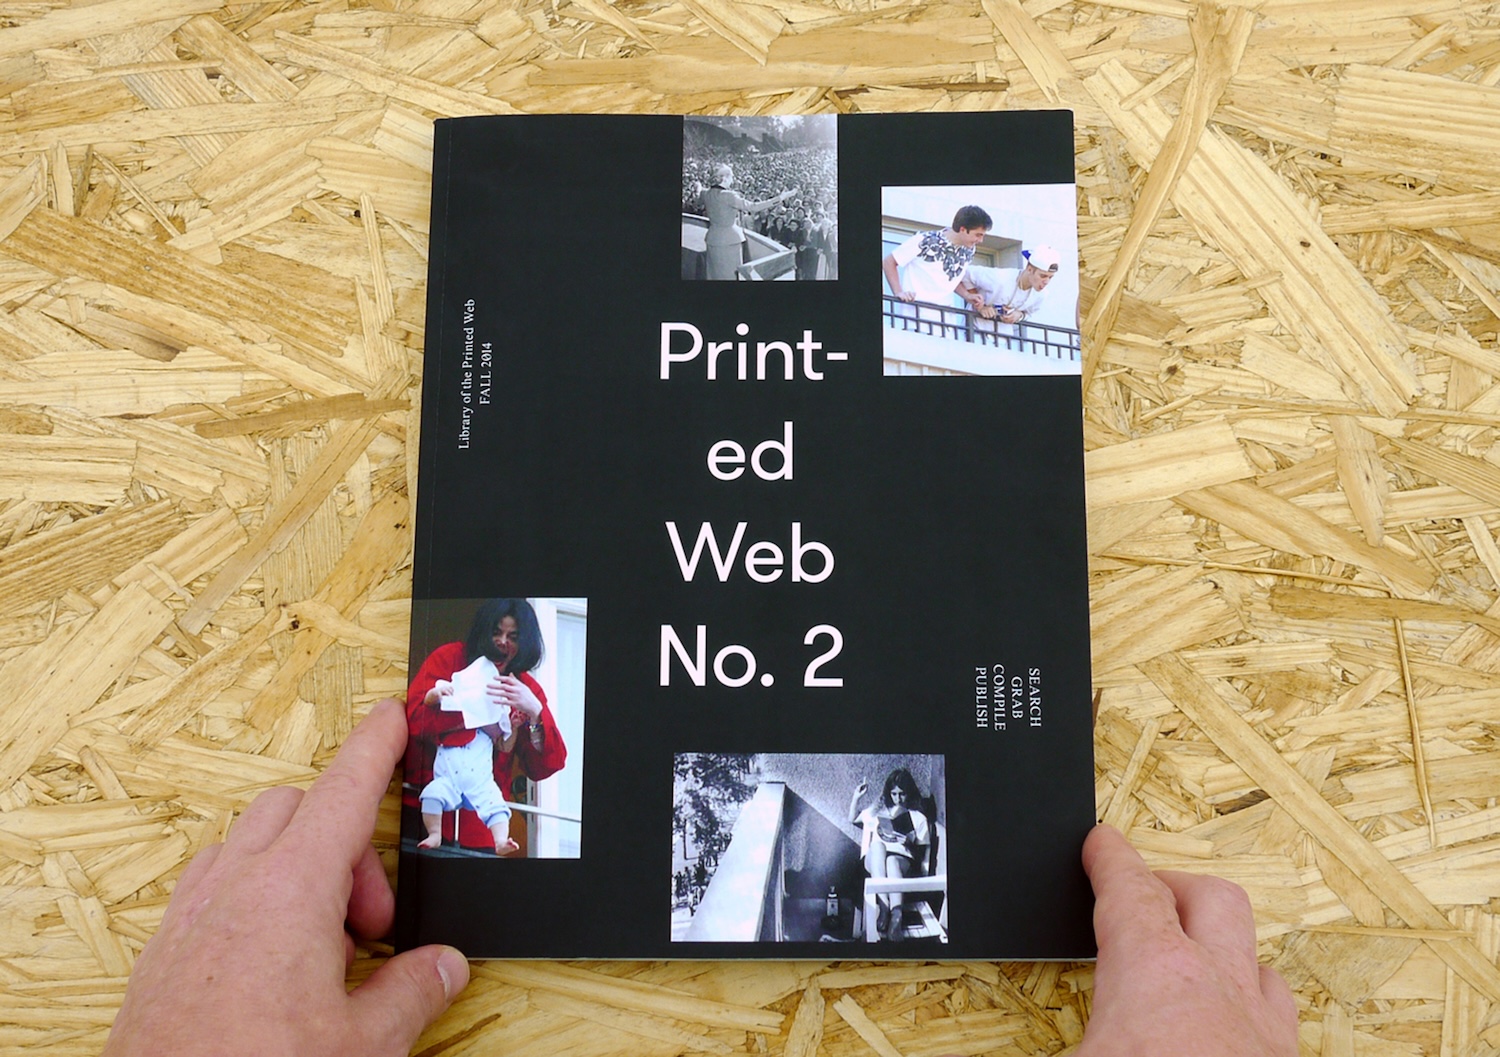 Library of the Printed Web
FALL 2014
Print-
ed
Web
No. 2
SEARCH
GRAB
COMPILE
PUBLISH